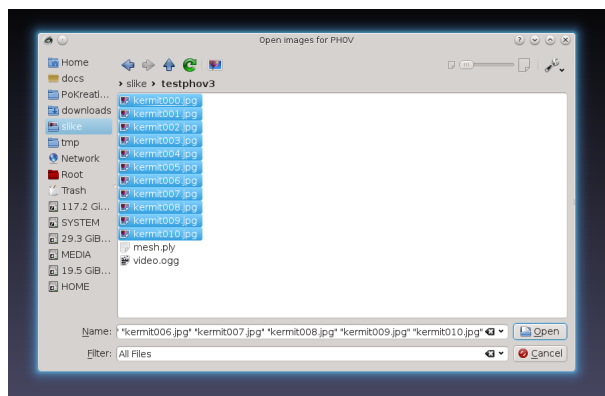 Open images for PHOV
Home
docs
PoKreati...
downloads
slike
tmp
Network
Root
Trash
117.2 Gi...
SYSTEM
29.3 GiB...
MEDIA
19.5 GiB...
HOME
› slike › testphov3
kermit000.jpg
kermit001.jpg
kermit002.jpg
kermit003.jpg
kermit004.jpg
kermit005.jpg
kermit006.jpg
kermit007.jpg
kermit008.jpg
kermit009.jpg
kermit010.jpg
mesh.ply
video.ogg
Name: " "kermit006.jpg" "kermit007.jpg" "kermit008.jpg" "kermit009.jpg" "kermit010.jpg" Open
Filter: All Files Cancel